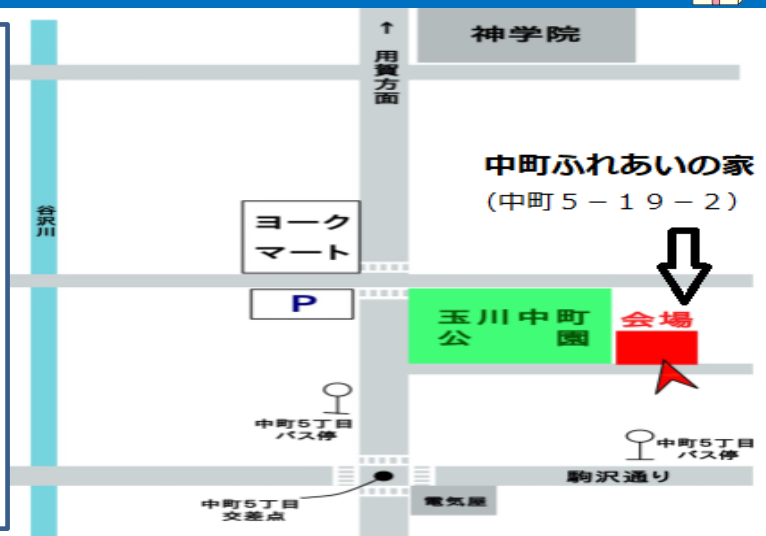 ↑
用賀方面
神学院
中町ふれあいの家
(中町5－19－2)
谷沢川
ヨーク
マート
P
玉川中町
公園
会場
中町5丁目
バス停
中町5丁目
バス停
駒沢通り
中町5丁目
交差点
電気屋